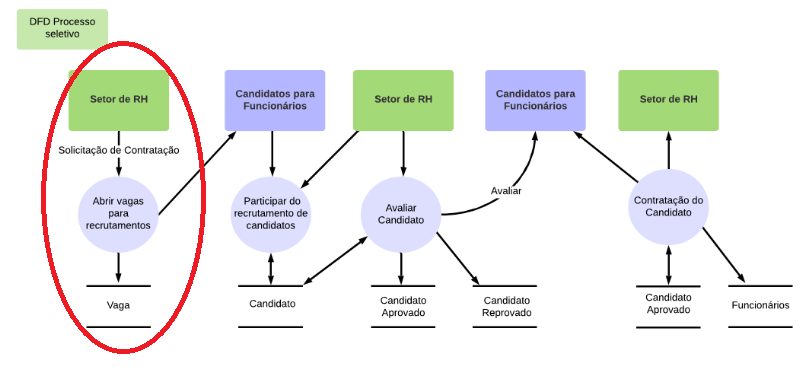 DFD Processo
seletivo
Setor de RH
Candidatos para
Funcionários
Setor de RH
Candidatos para
Funcionários
Setor de RH
Solicitação de Contratação
Abrir vagas
para
recrutamentos
Participar do
recrutamento de
candidatos
Avaliar
Candidato
Avaliar
Contratação do
Candidato
Vaga
Candidato
Candidato
Aprovado
Candidato
Reprovado
Candidato
Aprovado
Funcionários